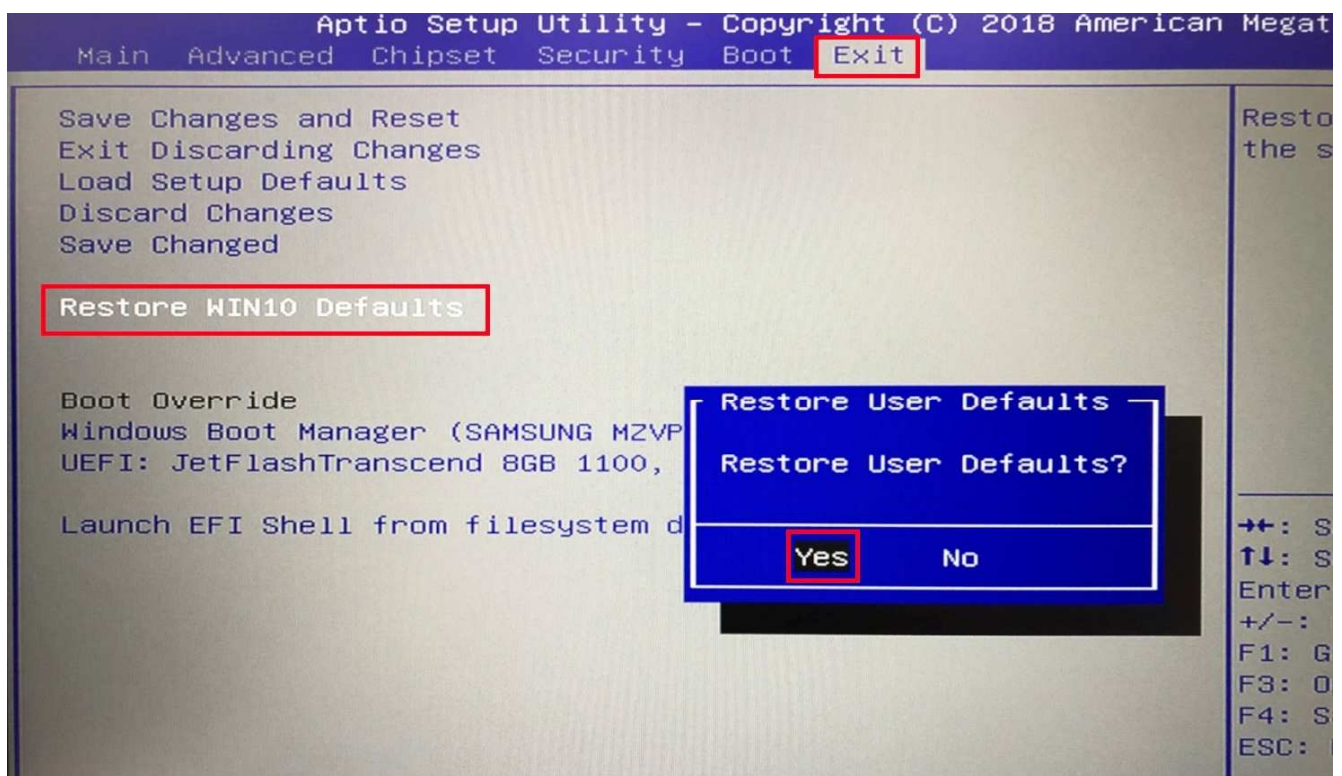 Aptio Setup Utility – Copyright (C) 2018 American Megat
Main Advanced Chipset Security Boot Exit
Save Changes and Reset
Exit Discarding Changes
Load Setup Defaults
Discard Changes
Save Changed
Restore WIN10 Defaults
Boot Override
Windows Boot Manager (SAMSUNG MZVP
UEFI: JetFlashTranscend 8GB 1100,
Launch EFI Shell from filesystem d
Restore User Defaults
Restore User Defaults?
Yes No
Resto
the s
→←: S
↑↓: S
Enter
+/-:
F1: G
F3: O
F4: S
ESC: